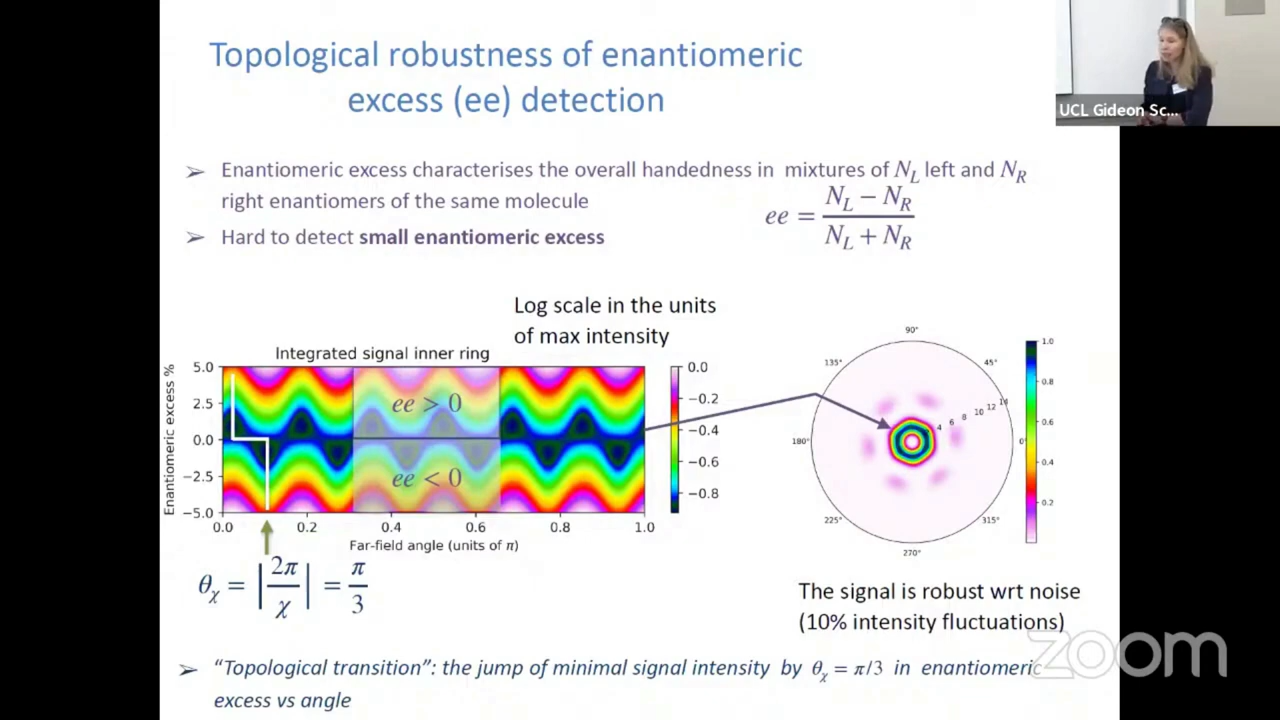 Topological robustness of enantiomeric
excess (ee) detection
UCL Gideon Sc...
➢ Enantiomeric excess characterises the overall handedness in mixtures of N_L left and N_R
right enantiomers of the same molecule
ee = (N_L − N_R) / (N_L + N_R)
➢ Hard to detect small enantiomeric excess
Log scale in the units
of max intensity
Integrated signal inner ring
Enantiomeric excess %
5.0
2.5
0.0
−2.5
−5.0
ee > 0
ee < 0
0.0 0.2 0.4 0.6 0.8 1.0
Far-field angle (units of π)
0.0
−0.2
−0.4
−0.6
−0.8
90°
135° 45°
4 6 8 10 12 14
180° 0°
225° 315°
270°
1.0
0.8
0.6
0.4
0.2
θ_χ = |2π/χ| = π/3
The signal is robust wrt noise
(10% intensity fluctuations)
zoom
➢ “Topological transition”: the jump of minimal signal intensity by θ_χ = π/3 in enantiomeric
excess vs angle